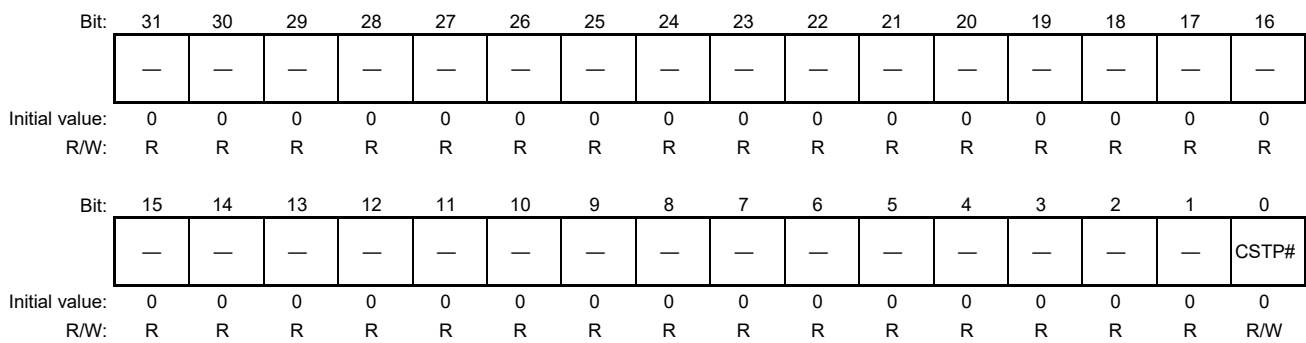 Bit: 31 30 29 28 27 26 25 24 23 22 21 20 19 18 17 16
— — — — — — — — — — — — — — — —
Initial value: 0 0 0 0 0 0 0 0 0 0 0 0 0 0 0 0
R/W: R R R R R R R R R R R R R R R R
Bit: 15 14 13 12 11 10 9 8 7 6 5 4 3 2 1 0
— — — — — — — — — — — — — — — CSTP#
Initial value: 0 0 0 0 0 0 0 0 0 0 0 0 0 0 0 0
R/W: R R R R R R R R R R R R R R R R/W